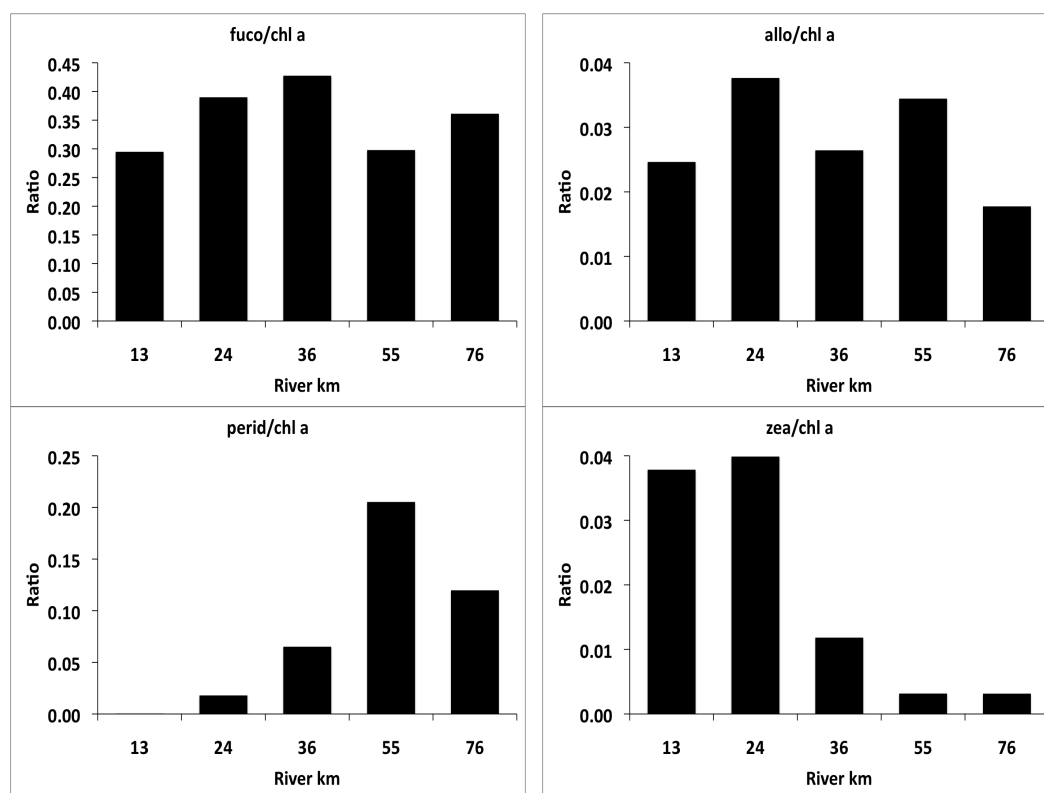 fuco/chl a
0.45
0.40
0.35
0.30
0.25
0.20
0.15
0.10
0.05
0.00
Ratio
13 24 36 55 76
River km
allo/chl a
0.04
0.03
0.02
0.01
0.00
Ratio
13 24 36 55 76
River km
perid/chl a
0.25
0.20
0.15
0.10
0.05
0.00
Ratio
13 24 36 55 76
River km
zea/chl a
0.04
0.03
0.02
0.01
0.00
Ratio
13 24 36 55 76
River km